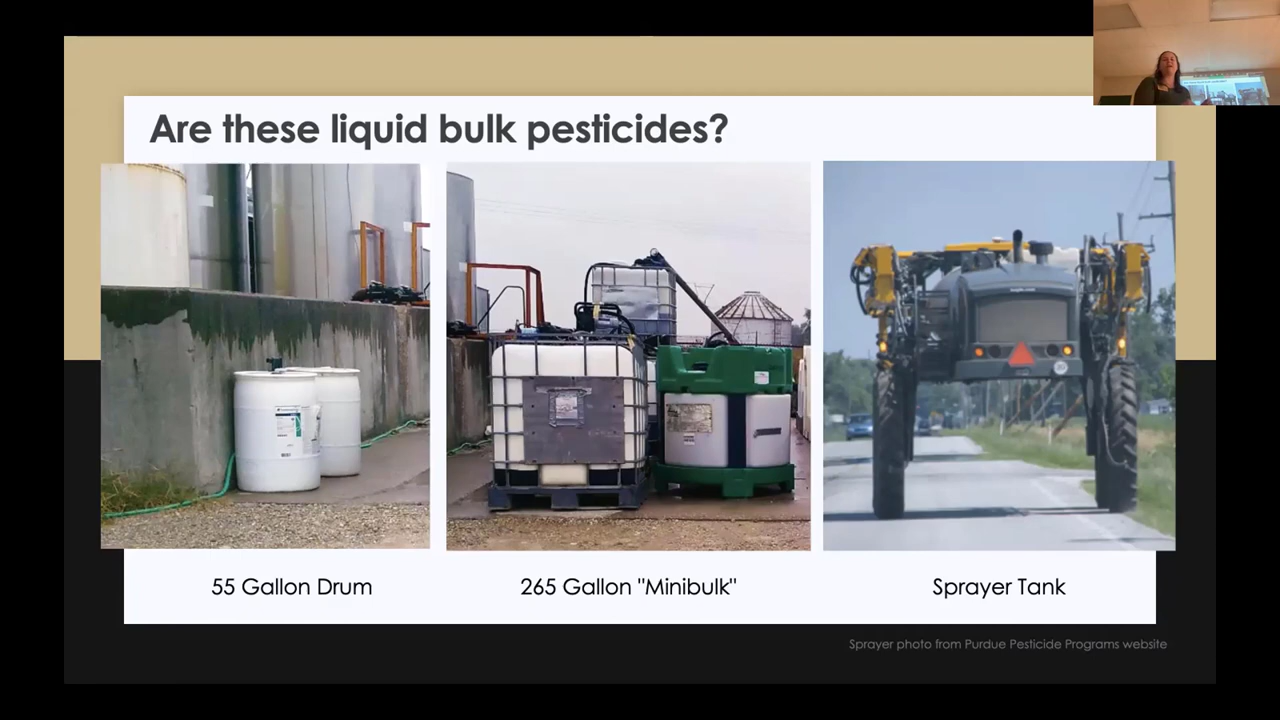 Are these liquid bulk pesticides?
55 Gallon Drum
265 Gallon "Minibulk"
Sprayer Tank
Sprayer photo from Purdue Pesticide Programs website